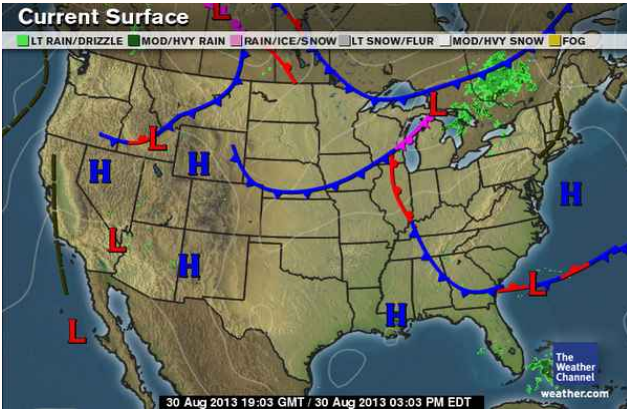 Current Surface
LT RAIN/DRIZZLE MOD/HVY RAIN RAIN/ICE/SNOW LT SNOW/FLUR MOD/HVY SNOW FOG
L
L
L
H
H
H
L
H
L
H
L
L
The
Weather
Channel
weather.com
30 Aug 2013 19:03 GMT / 30 Aug 2013 03:03 PM EDT